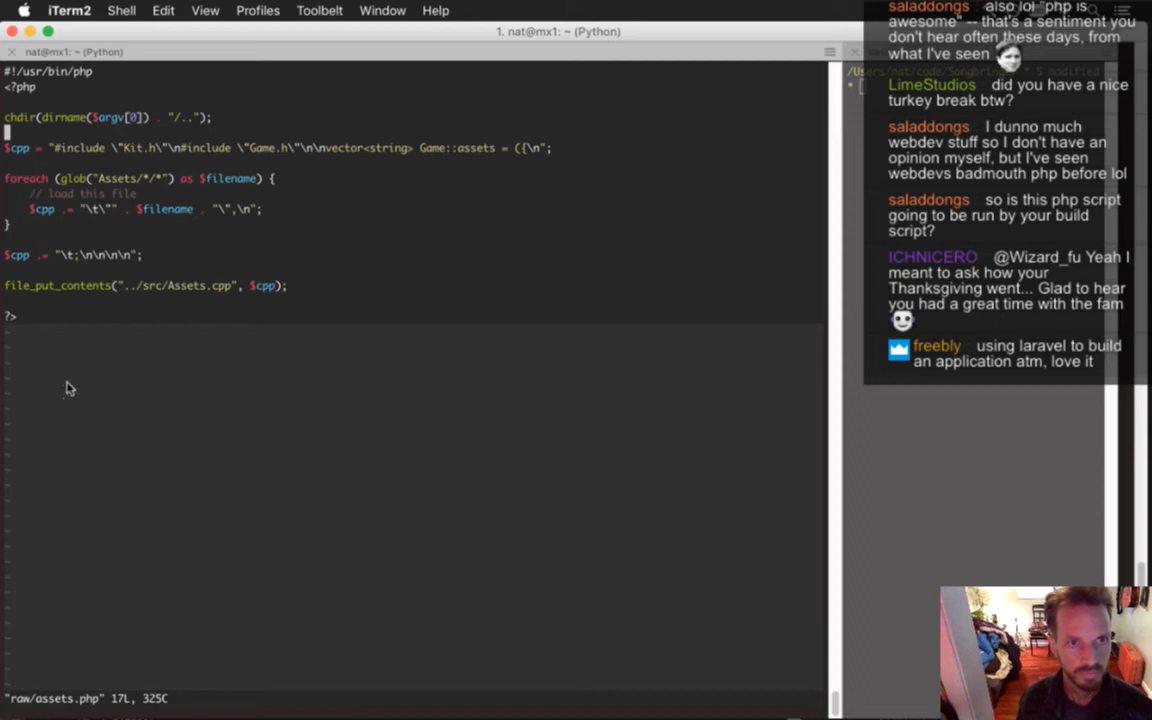 iTerm2 Shell Edit View Profiles Toolbelt Window Help
1. nat@mx1: ~ (Python)
nat@mx1: ~ (Python)
#!/usr/bin/php
<?php
chdir(dirname($argv[0]) . "/..");
$cpp = "#include \"Kit.h\"\n#include \"Game.h\"\n\nvector<string> Game::assets = ({\n";
foreach (glob("Assets/*/*") as $filename) {
// load this file
$cpp .= "\t\"" . $filename . "\",\n";
}
$cpp .= "\t;\n\n\n\n";
file_put_contents("../src/Assets.cpp", $cpp);
?>
"raw/assets.php" 17L, 325C
/Users/nat/code/Songbringer * 5 modified
saladdongs also lol "php is
awesome" -- that's a sentiment you
don't hear often these days, from
what I've seen
LimeStudios did you have a nice
turkey break btw?
saladdongs I dunno much
webdev stuff so I don't have an
opinion myself, but I've seen
webdevs badmouth php before lol
saladdongs so is this php script
going to be run by your build
script?
ICHNICERO @Wizard_fu Yeah I
meant to ask how your
Thanksgiving went... Glad to hear
you had a great time with the fam
freebly using laravel to build
an application atm, love it